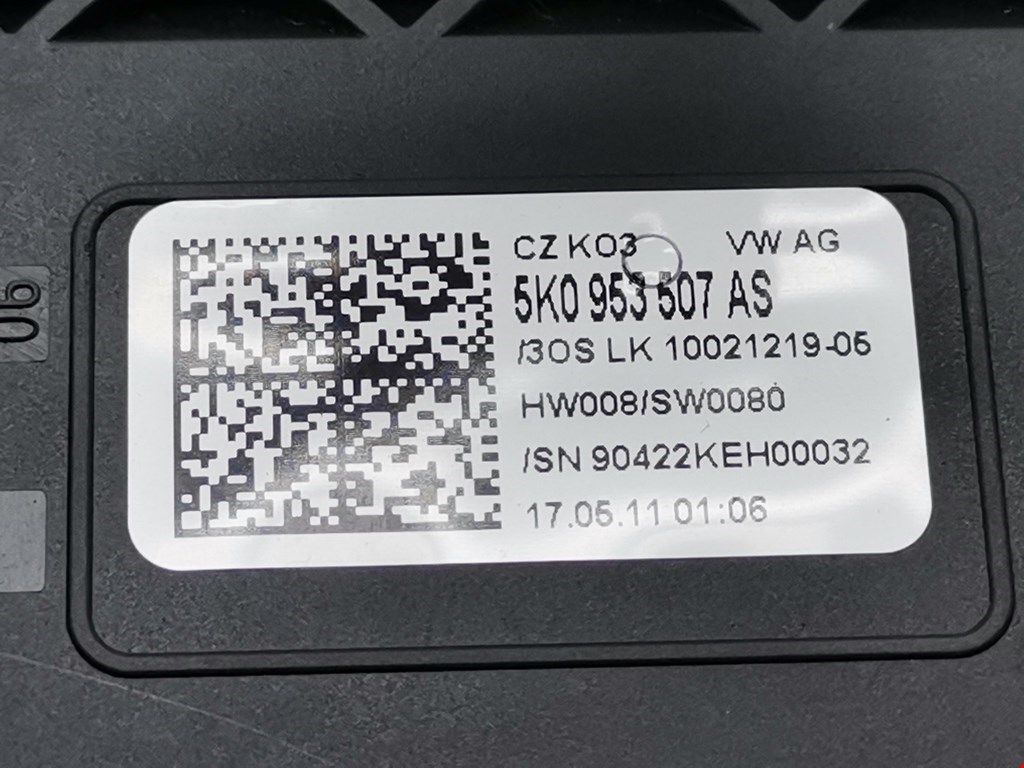 CZ K03 VW AG
5K0 953 507 AS
/3OS LK 10021219-05
HW008/SW0080
/SN 90422KEH00032
17.05.11 01:06
06